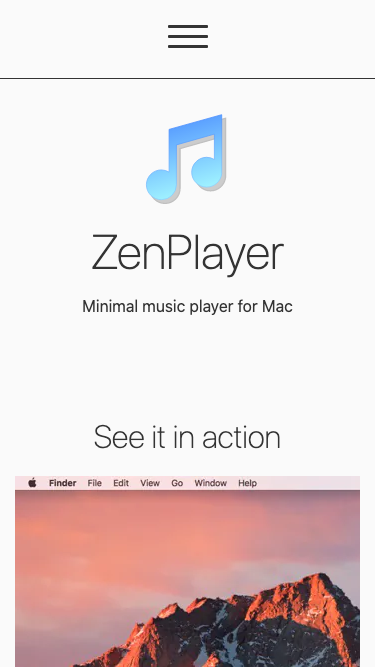 ZenPlayer
Minimal music player for Mac
See it in action
Finder File Edit View Go Window Help